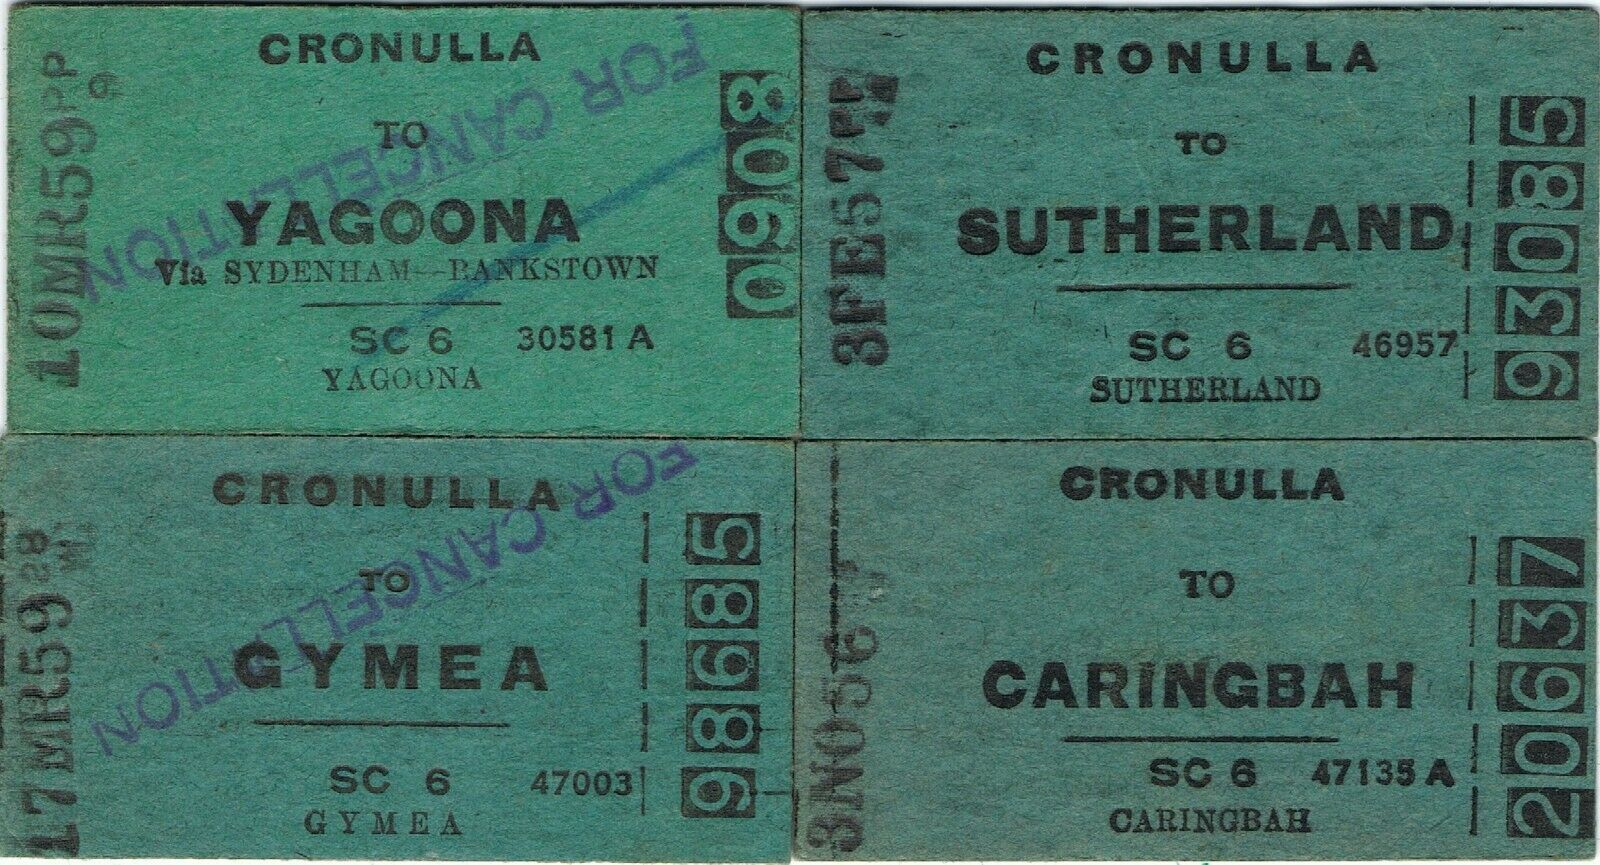 CRONULLA
TO
YAGOONA
Via SYDENHAM—BANKSTOWN
SC 6 30581 A
YAGOONA
0908
10MR59
FOR CANCELLATION
CRONULLA
TO
SUTHERLAND
SC 6 46957
SUTHERLAND
93085
3FE57
CRONULLA
TO
GYMEA
SC 6 47003
GYMEA
98685
17MR59
FOR CANCELLATION
CRONULLA
TO
CARINGBAH
SC 6 47135 A
CARINGBAH
20637
3NO56